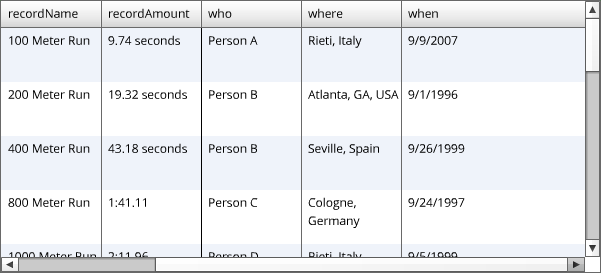 recordName recordAmount who where when
100 Meter Run 9.74 seconds Person A Rieti, Italy 9/9/2007
200 Meter Run 19.32 seconds Person B Atlanta, GA, USA 9/1/1996
400 Meter Run 43.18 seconds Person B Seville, Spain 9/26/1999
800 Meter Run 1:41.11 Person C Cologne, 9/24/1997
Germany
1000 Meter Run 2:11.96 Person D Rieti, Italy 9/5/1999